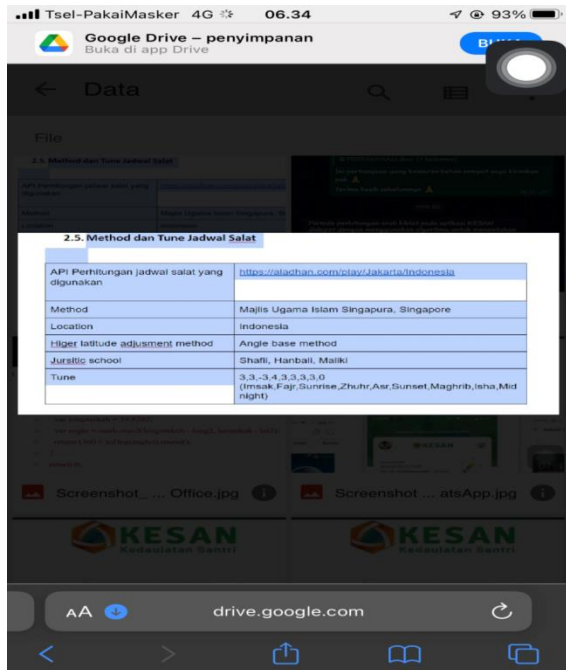 Tsel-PakaiMasker 4G 06.34 93%
Google Drive – penyimpanan
Buka di app Drive
Data
File
2.5. Method dan Tune Jadwal Salat
API Perhitungan jadwal salat yang
digunakan
https://aladhan.com/play/Jakarta/Indonesia
Method
Majlis Ugama Islam Singapura, Singapore
Location
Indonesia
Higer latitude adjusment method
Angle base method
Jursitic school
Shafii, Hanbali, Maliki
Tune
3,3,-3,4,3,3,3,3,0
(Imsak,Fajr,Sunrise,Zhuhr,Asr,Sunset,Maghrib,Isha,Mid
night)
Screenshot_ ... Office.jpg
Screenshot ... atsApp.jpg
KESAN
Kedaulatan Santri
KESAN
Kedaulatan Santri
AA
drive.google.com